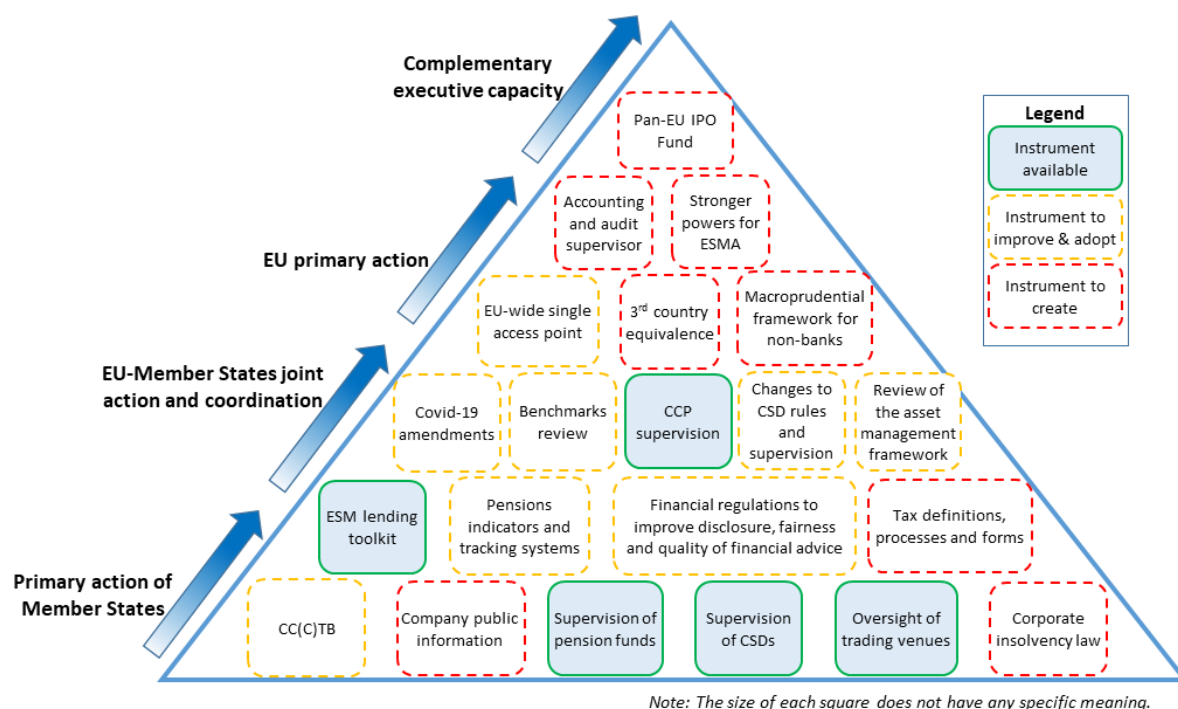 Complementary
executive capacity
EU primary action
EU-Member States joint
action and coordination
Primary action of
Member States
Pan-EU IPO
Fund
Accounting
and audit
supervisor
Stronger
powers for
ESMA
EU-wide single
access point
3rd country
equivalence
Macroprudential
framework for
non-banks
Covid-19
amendments
Benchmarks
review
CCP
supervision
Changes to
CSD rules
and
supervision
Review of
the asset
management
framework
ESM lending
toolkit
Pensions
indicators and
tracking systems
Financial regulations to
improve disclosure, fairness
and quality of financial advice
Tax definitions,
processes and forms
CC(C)TB
Company public
information
Supervision of
pension funds
Supervision
of CSDs
Oversight of
trading venues
Corporate
insolvency law
Legend
Instrument
available
Instrument to
improve & adopt
Instrument to
create
Note: The size of each square does not have any specific meaning.